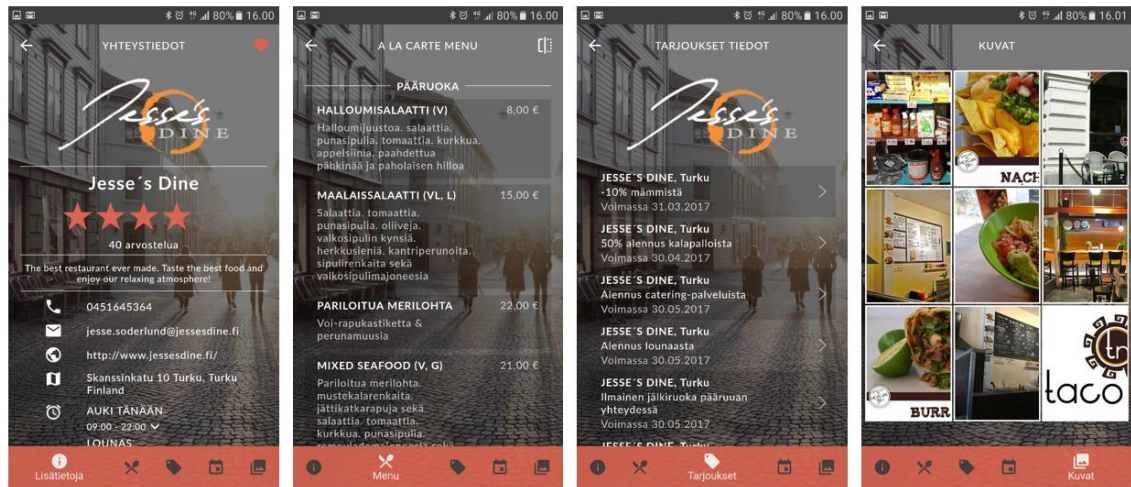 80% 16.00
YHTEYSTIEDOT
Jesse's
DINE
Jesse´s Dine
40 arvostelua
The best restaurant ever made. Taste the best food and
enjoy our relaxing atmosphere!
0451645364
jesse.soderlund@jessesdine.fi
http://www.jessesdine.fi/
Skanssinkatu 10 Turku, Turku
Finland
AUKI TÄNÄÄN
09:00 - 22:00
LOUNAS
Lisätietoja
80% 16.00
A LA CARTE MENU
PÄÄRUOKA
HALLOUMISALAATTI (V) 8,00 €
Halloumijuustoa, salaattia,
punasipulia, tomaattia, kurkkua,
appelsiinia, paahdettua
pähkinää ja paholaisen hilloa
MAALAISSALAATTI (VL, L) 15,00 €
Salaattia, tomaattia,
punasipulia, olliveja,
valkosipulin kynsiä,
herkkusieniä, kantriperunoita,
sipulirenkaita sekä
valkosipulimajoneesia
PARILOITUA MERILOHTA 22,00 €
Voi-rapukastiketta &
perunamuusia
MIXED SEAFOOD (V, G) 21,00 €
Pariloitua merilohta,
mustekalarenkaita,
jättikatkarapuja sekä
salaattia, tomaattia,
kurkkua, punasipulia,
Menu
80% 16.00
TARJOUKSET TIEDOT
Jesse's
DINE
JESSE´S DINE, Turku
-10% mämmistä
Voimassa 31.03.2017
JESSE´S DINE, Turku
50% alennus kalapalloista
Voimassa 30.04.2017
JESSE´S DINE, Turku
Alennus catering-palveluista
Voimassa 30.05.2017
JESSE´S DINE, Turku
Alennus lounaasta
Voimassa 30.05.2017
JESSE´S DINE, Turku
Ilmainen jälkiruoka pääruuan
yhteydessä
Voimassa 30.05.2017
JESSE´S DINE, Turku
Tarjoukset
80% 16.01
KUVAT
NACH
BURR
taco
Kuvat